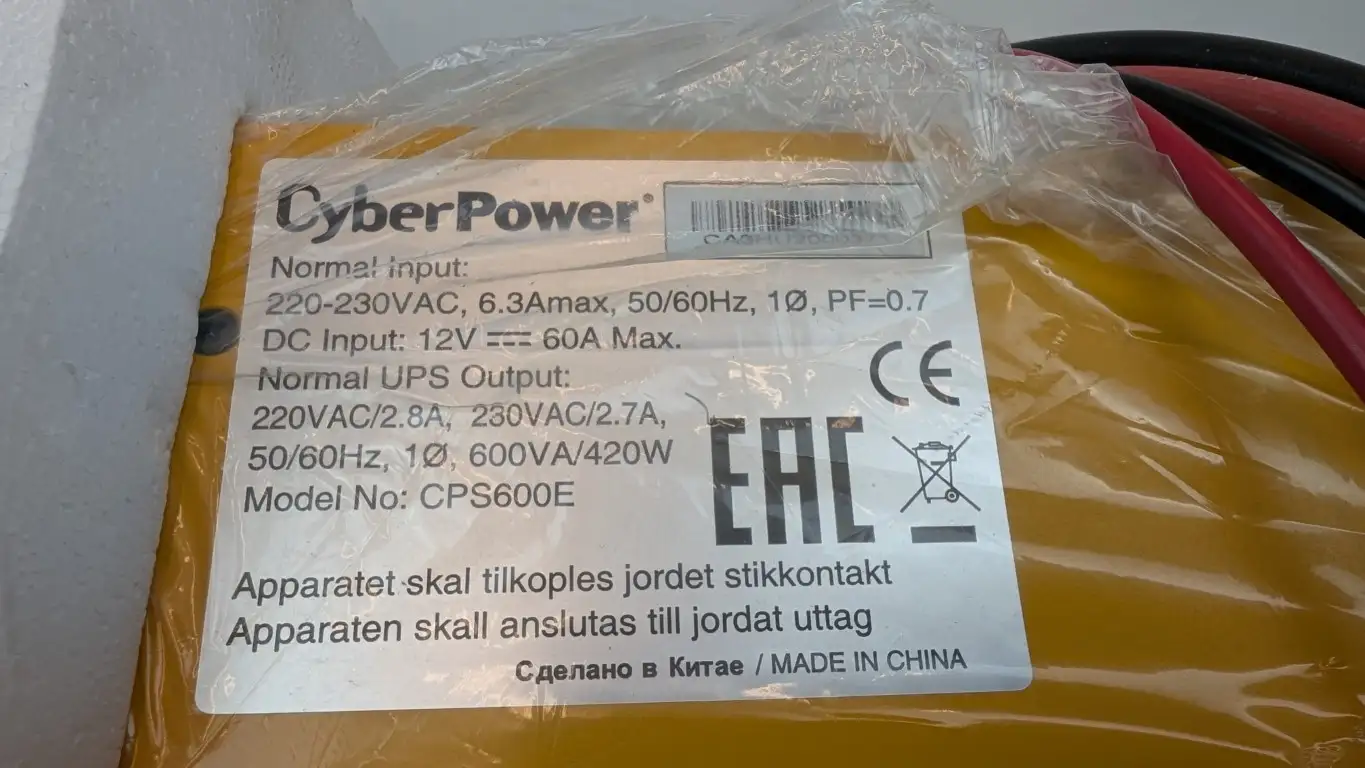 CyberPower®
Normal Input:
220-230VAC, 6.3Amax, 50/60Hz, 1Ø, PF=0.7
DC Input: 12V ⎓ 60A Max.
Normal UPS Output:
220VAC/2.8A, 230VAC/2.7A,
50/60Hz, 1Ø, 600VA/420W
Model No: CPS600E
CE
EAC
Apparatet skal tilkoples jordet stikkontakt
Apparaten skall anslutas till jordat uttag
Сделано в Китае / MADE IN CHINA